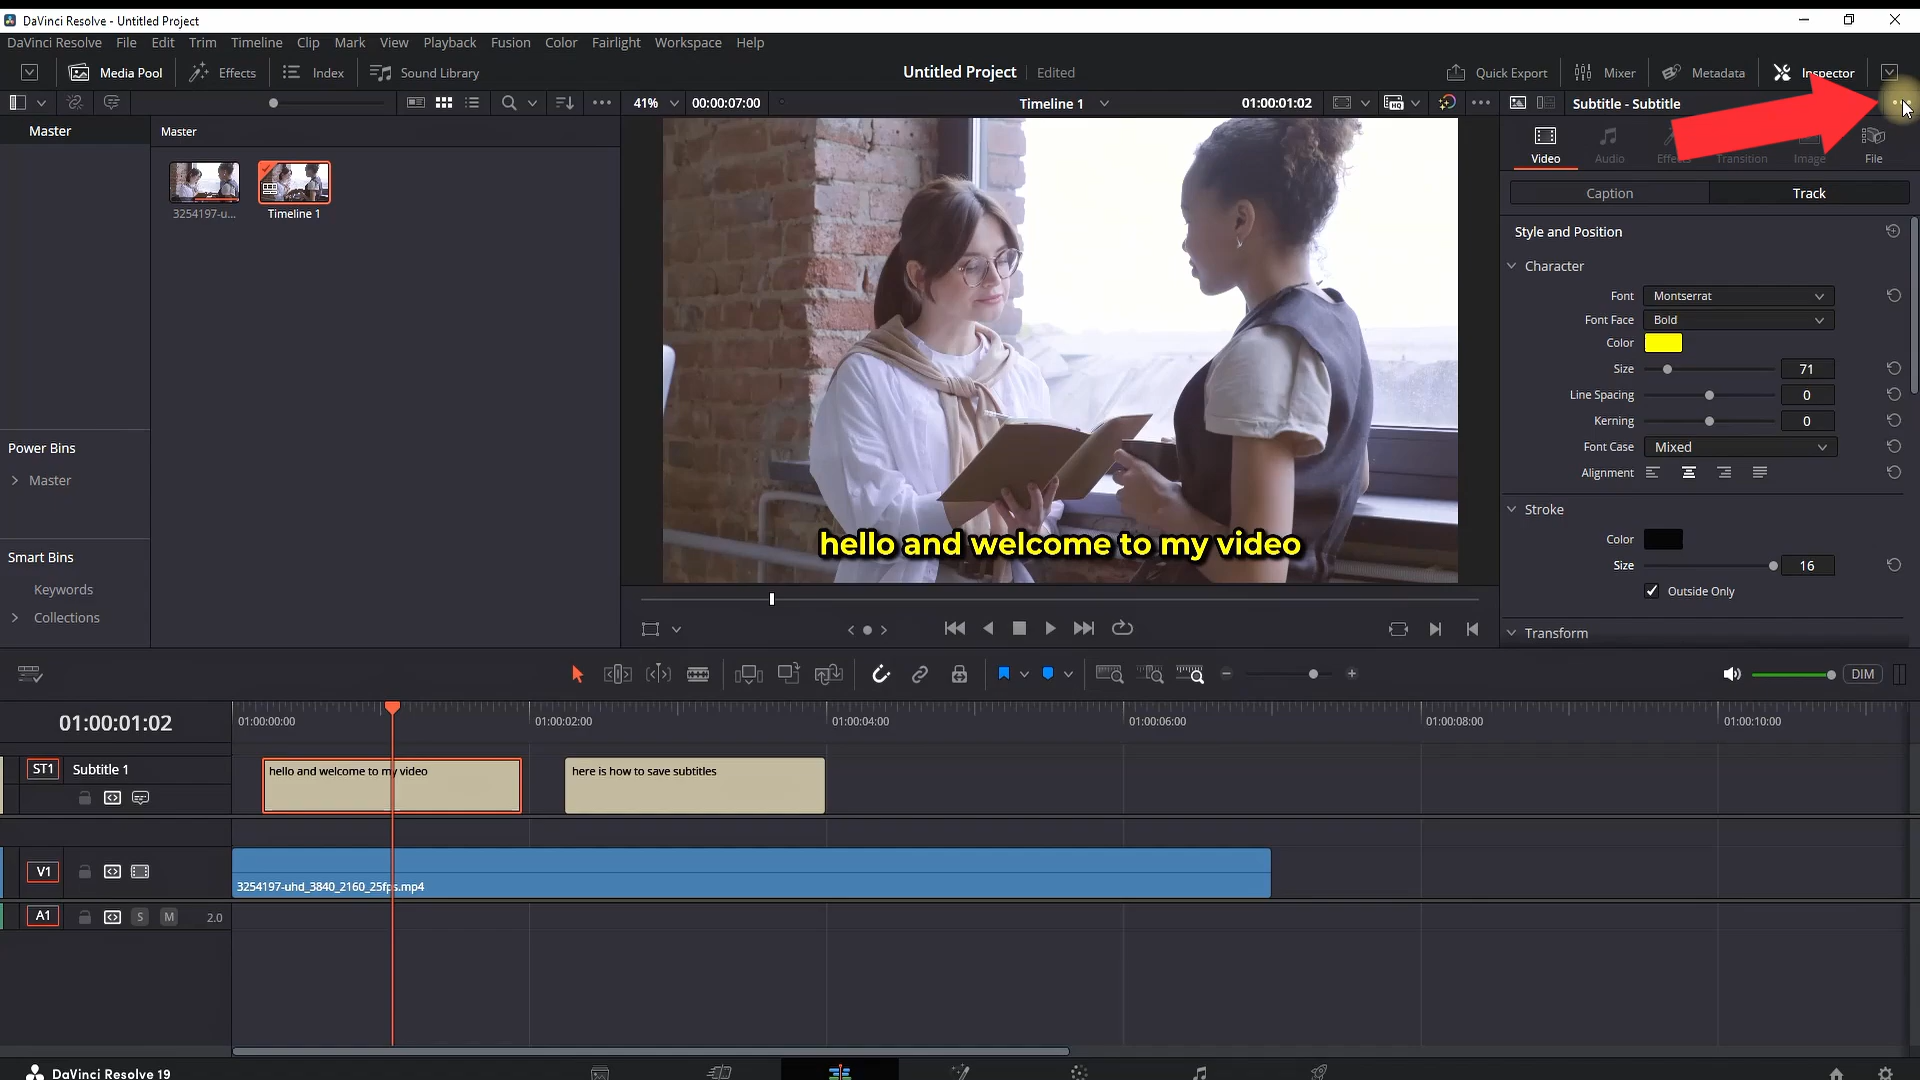 DaVinci Resolve - Untitled Project
DaVinci Resolve File Edit Trim Timeline Clip Mark View Playback Fusion Color Fairlight Workspace Help
Media Pool Effects Index Sound Library Untitled Project Edited Quick Export Mixer Metadata Inspector
41% 00:00:07:00 Timeline 1 01:00:01:02 Subtitle - Subtitle
Master Master
Video Audio Transition Image File
3254197-u... Timeline 1
Caption Track
Style and Position
Character
Font Montserrat
Font Face Bold
Color
Size 71
Line Spacing 0
Kerning 0
Font Case Mixed
Alignment
Stroke
Color
Size 16
Outside Only
Transform
Power Bins
Master
Smart Bins
Keywords
Collections
hello and welcome to my video
DIM
01:00:01:02 01:00:00:00 01:00:02:00 01:00:04:00 01:00:06:00 01:00:08:00 01:00:10:00
ST1 Subtitle 1 hello and welcome to my video here is how to save subtitles
V1 3254197-uhd_3840_2160_25fps.mp4
A1 S M 2.0
DaVinci Resolve 19